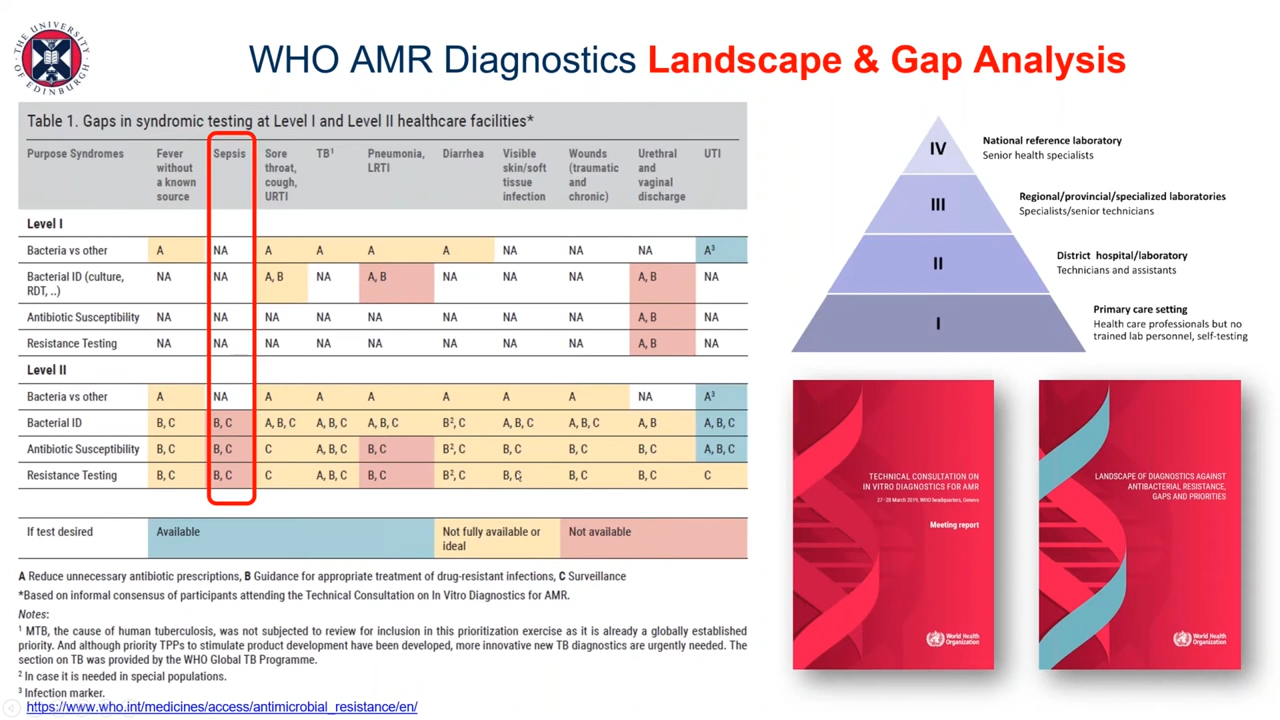 THE UNIVERSITY
OF EDINBURGH
WHO AMR Diagnostics Landscape & Gap Analysis
Table 1. Gaps in syndromic testing at Level I and Level II healthcare facilities*
Purpose Syndromes
Fever
without
a known
source
Sepsis
Sore
throat,
cough,
URTI
TB¹
Pneumonia,
LRTI
Diarrhea
Visible
skin/soft
tissue
infection
Wounds
(traumatic
and
chronic)
Urethral
and
vaginal
discharge
UTI
Level I
Bacteria vs other A NA A A A A NA NA NA A³
Bacterial ID (culture, NA NA A, B NA A, B NA NA NA A, B NA
RDT, ..)
Antibiotic Susceptibility NA NA NA NA NA NA NA NA A, B NA
Resistance Testing NA NA NA NA NA NA NA NA A, B NA
Level II
Bacteria vs other A NA A A A A A A NA A³
Bacterial ID B, C B, C A, B, C A, B, C A, B, C B², C A, B, C A, B, C A, B A, B, C
Antibiotic Susceptibility B, C B, C C A, B, C B, C B², C B, C B, C B, C A, B, C
Resistance Testing B, C B, C C A, B, C B, C B², C B, C B, C B, C C
If test desired Available Not fully available or Not available
ideal
A Reduce unnecessary antibiotic prescriptions, B Guidance for appropriate treatment of drug-resistant infections, C Surveillance
*Based on informal consensus of participants attending the Technical Consultation on In Vitro Diagnostics for AMR.
Notes:
¹ MTB, the cause of human tuberculosis, was not subjected to review for inclusion in this prioritization exercise as it is already a globally established
priority. And although priority TPPs to stimulate product development have been developed, more innovative new TB diagnostics are urgently needed. The
section on TB was provided by the WHO Global TB Programme.
² In case it is needed in special populations.
³ Infection marker.
https://www.who.int/medicines/access/antimicrobial_resistance/en/
IV
National reference laboratory
Senior health specialists
III
Regional/provincial/specialized laboratories
Specialists/senior technicians
II
District hospital/laboratory
Technicians and assistants
I
Primary care setting
Health care professionals but no
trained lab personnel, self-testing
TECHNICAL CONSULTATION ON
IN VITRO DIAGNOSTICS FOR AMR
27-28 March 2019, WHO headquarters, Geneva
Meeting report
World Health
Organization
LANDSCAPE OF DIAGNOSTICS AGAINST
ANTIBACTERIAL RESISTANCE,
GAPS AND PRIORITIES
World Health
Organization